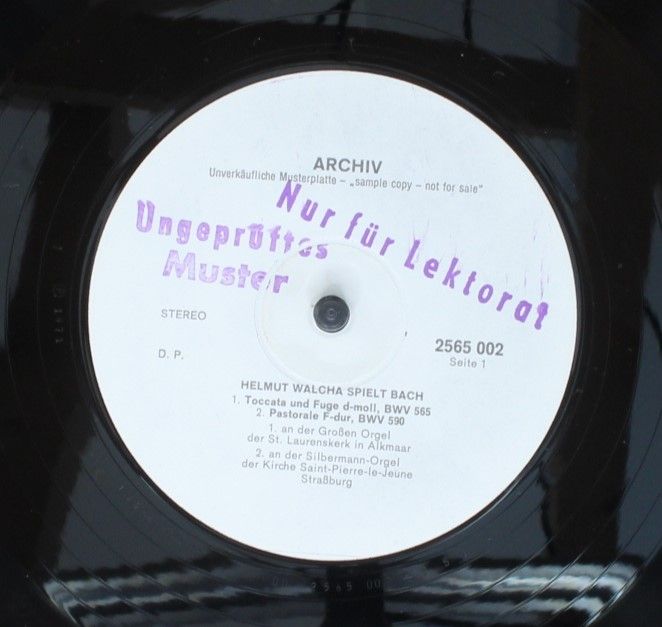 ARCHIV
Unverkäufliche Musterplatte – „sample copy – not for sale"
Nur für Lektorat
Ungeprüftes
Muster
STEREO
2565 002
Seite 1
D. P.
HELMUT WALCHA SPIELT BACH
1. Toccata und Fuge d-moll, BWV 565
2. Pastorale F-dur, BWV 590
1. an der Großen Orgel
der St. Laurenskerk in Alkmaar
2. an der Silbermann-Orgel
der Kirche Saint-Pierre-le-Jeune
Straßburg